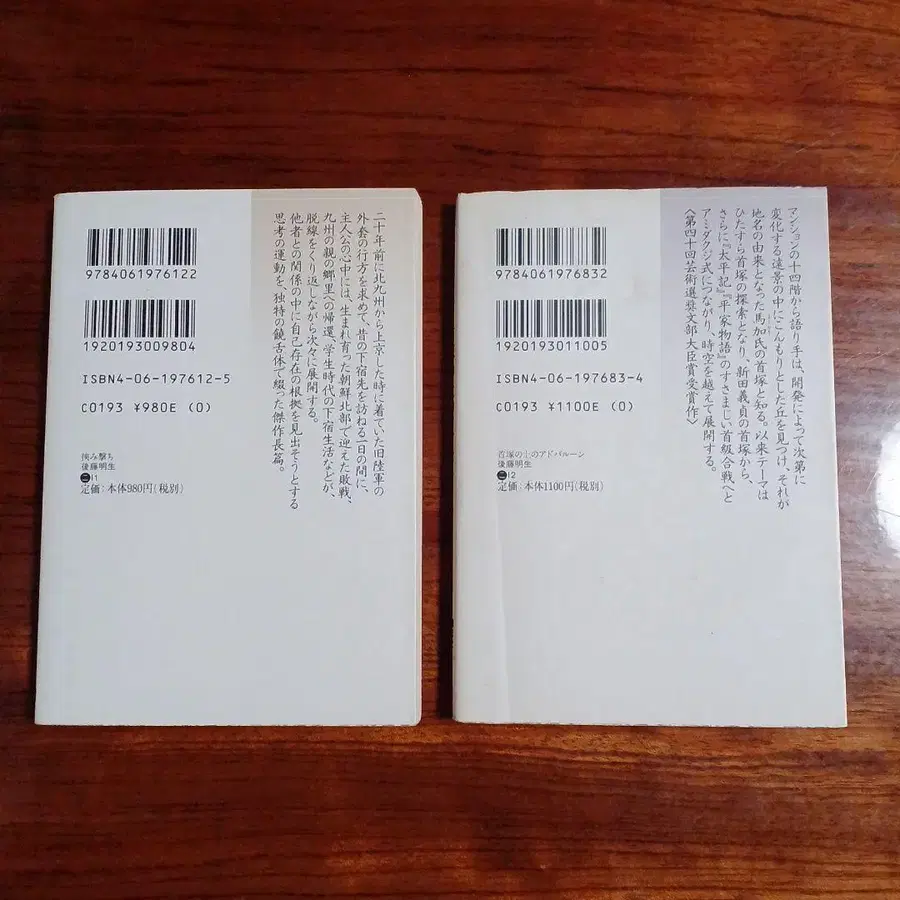 9784061976122
1920193009804
ISBN4-06-197612-5
C0193 ¥980E (0)
挾み撃ち
後藤明生
定価:本体980円(税別)
二十年前に北九州から上京した時に着ていた旧陸軍の
外套の行方を求めて、昔の下宿先を訪ねる一日の間に、
主人公の心中には、生まれ育った朝鮮北部で迎えた敗戦、
九州の親の郷里への帰還、学生時代の下宿生活などが、
脱線をくり返しながら次々に展開する。
他者との関係の中に自己存在の根拠を見出そうとする
思考の運動を、独特の饒舌体で綴った傑作長篇。
9784061976832
1920193011005
ISBN4-06-197683-4
C0193 ¥1100E (0)
首塚の上のアドバルーン
後藤明生
定価:本体1100円(税別)
マンションの十四階から語り手は、開発によって次第に
変化する遠景の中にこんもりとした丘を見つけ、それが
地名の由来となった馬加氏の首塚と知る。以来テーマは
ひたすら首塚の探索となり、新田義貞の首塚から、
さらに『太平記』『平家物語』のすさまじい首級合戦へと
アミダクジ式につながり、時空を越えて展開する。
〈第四十回芸術選奨文部大臣賞受賞作〉